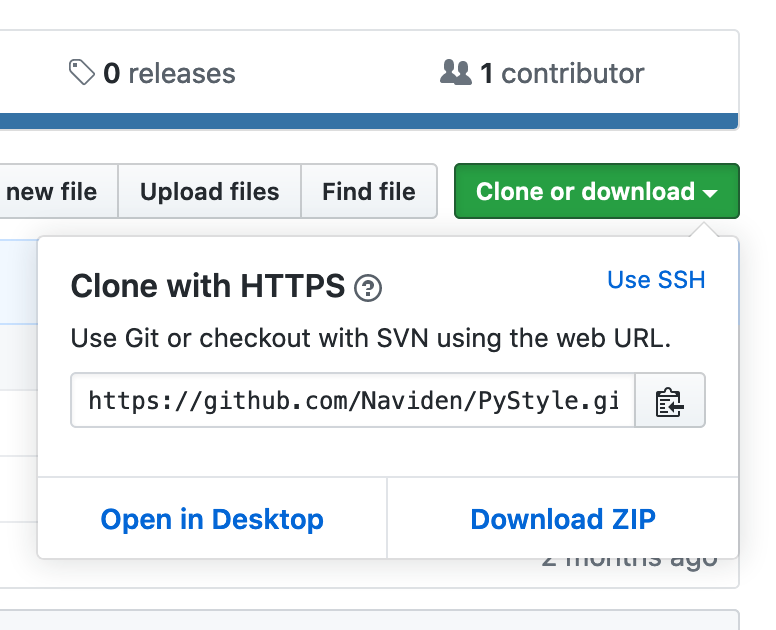 0 releases
1 contributor
new file
Upload files
Find file
Clone or download
Clone with HTTPS ?
Use SSH
Use Git or checkout with SVN using the web URL.
https://github.com/Naviden/PyStyle.gi
Open in Desktop
Download ZIP
2 months ago